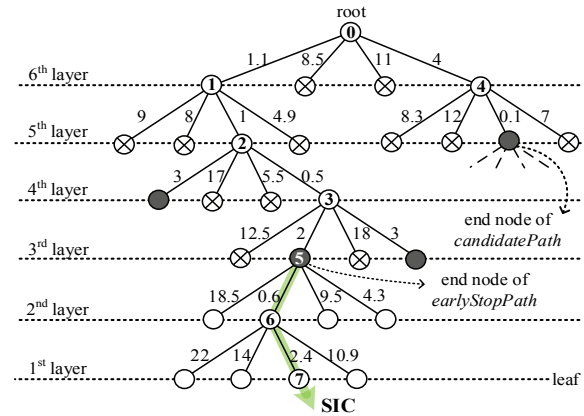 root
0
1.1 8.5 11 4
6th layer
1 4
9 8 1 4.9 8.3 12 0.1 7
5th layer
2
3 17 5.5 0.5
4th layer
3
end node of
candidatePath
12.5 2 18 3
3rd layer
5
end node of
earlyStopPath
18.5 0.6 9.5 4.3
2nd layer
6
22 14 2.4 10.9
1st layer
7
leaf
SIC